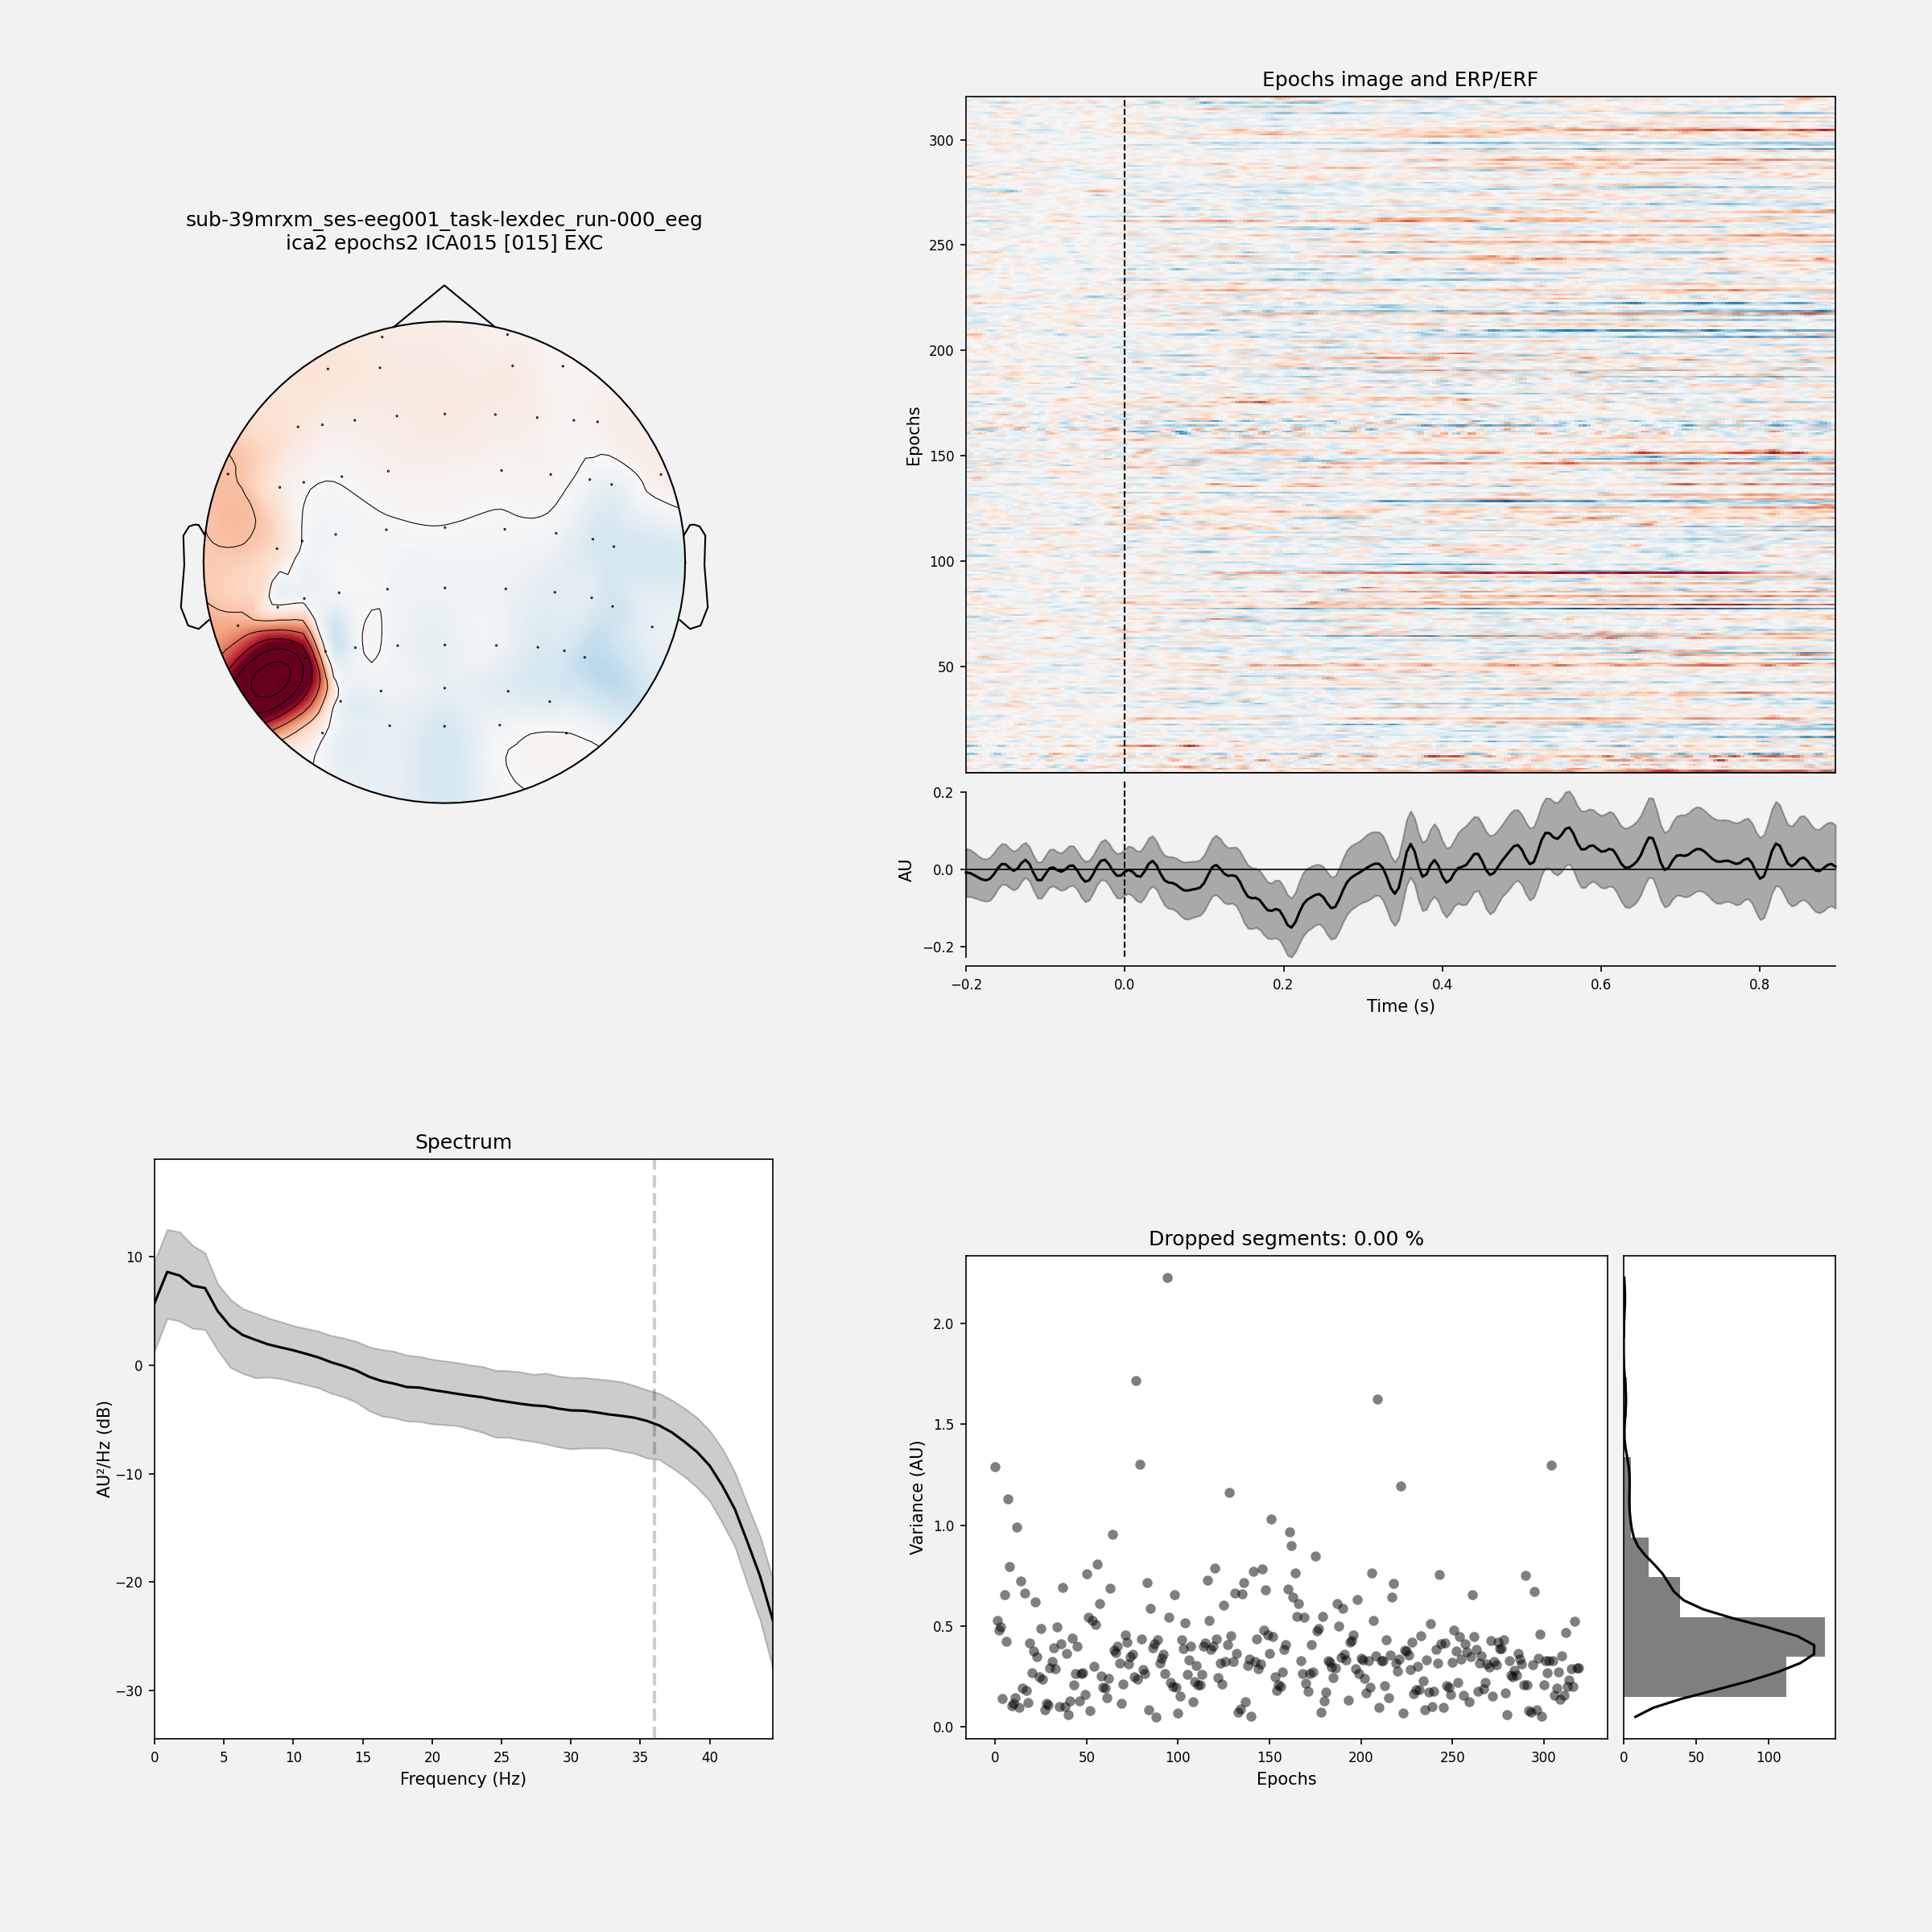 sub-39mrxm_ses-eeg001_task-lexdec_run-000_eeg
ica2 epochs2 ICA015 [015] EXC
Epochs image and ERP/ERF
300
250
200
150
100
50
Epochs
0.2
0.0
−0.2
AU
−0.2 0.0 0.2 0.4 0.6 0.8
Time (s)
Spectrum
10
0
−10
−20
−30
AU²/Hz (dB)
0 5 10 15 20 25 30 35 40
Frequency (Hz)
Dropped segments: 0.00 %
2.0
1.5
1.0
0.5
0.0
Variance (AU)
0 50 100 150 200 250 300
Epochs
0 50 100